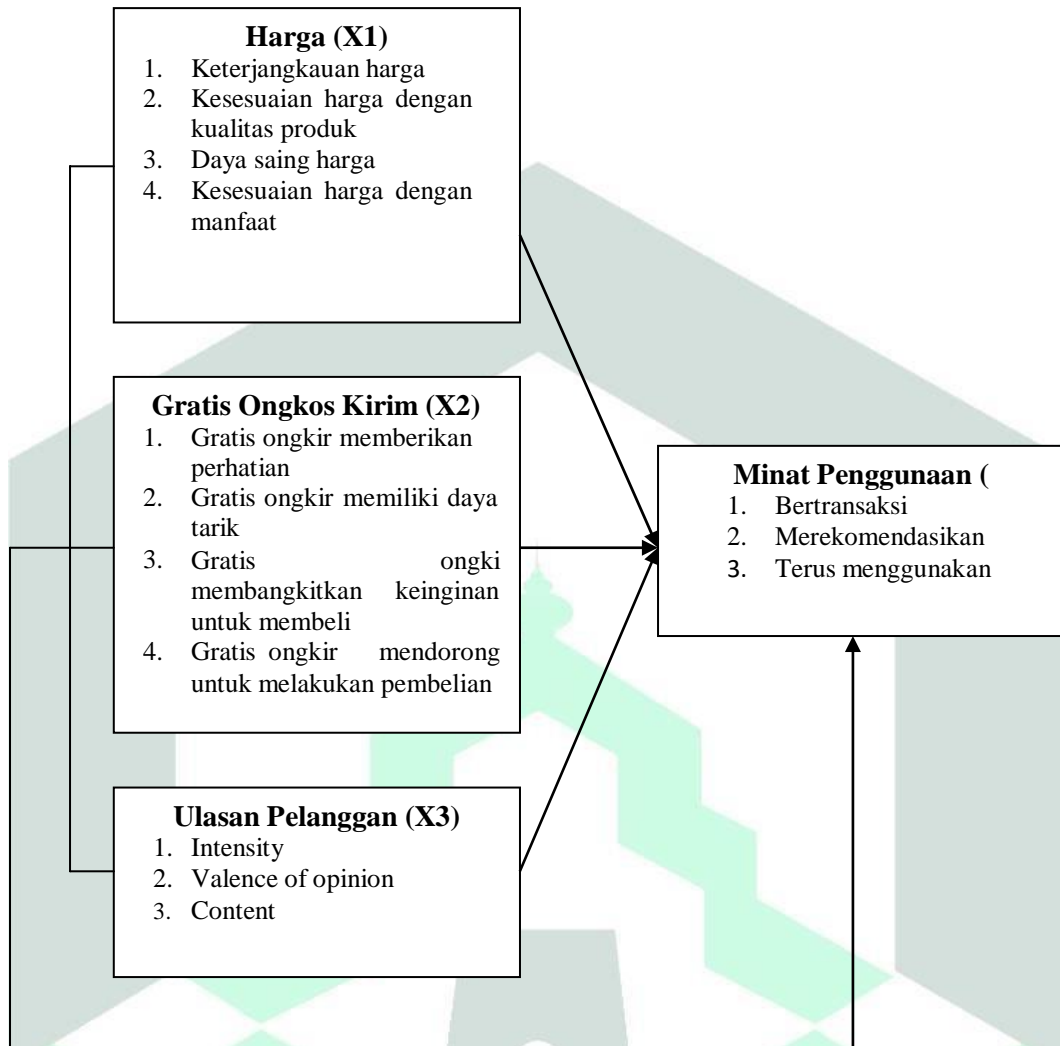 Harga (X1)
1. Keterjangkauan harga
2. Kesesuaian harga dengan
kualitas produk
3. Daya saing harga
4. Kesesuaian harga dengan
manfaat
Gratis Ongkos Kirim (X2)
1. Gratis ongkir memberikan
perhatian
2. Gratis ongkir memiliki daya
tarik
3. Gratis ongki
membangkitkan keinginan
untuk membeli
4. Gratis ongkir mendorong
untuk melakukan pembelian
Minat Penggunaan (
1. Bertransaksi
2. Merekomendasikan
3. Terus menggunakan
Ulasan Pelanggan (X3)
1. Intensity
2. Valence of opinion
3. Content